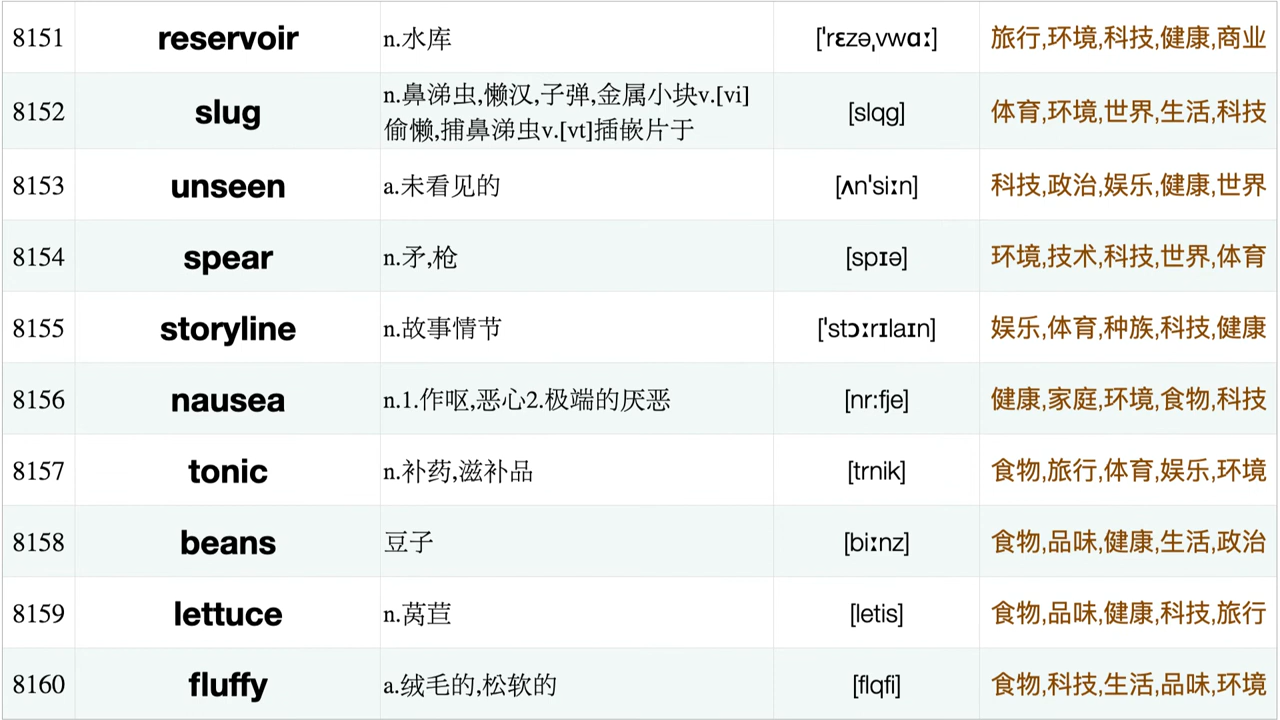 8151 reservoir n.水库 [ˈrɛzəˌvwɑː] 旅行,环境,科技,健康,商业
8152 slug n.鼻涕虫,懒汉,子弹,金属小块v.[vi] [slqg] 体育,环境,世界,生活,科技
偷懒,捕鼻涕虫v.[vt]插嵌片于
8153 unseen a.未看见的 [ʌnˈsiːn] 科技,政治,娱乐,健康,世界
8154 spear n.矛,枪 [spɪə] 环境,技术,科技,世界,体育
8155 storyline n.故事情节 [ˈstɔːrɪlaɪn] 娱乐,体育,种族,科技,健康
8156 nausea n.1.作呕,恶心2.极端的厌恶 [nr:fje] 健康,家庭,环境,食物,科技
8157 tonic n.补药,滋补品 [trnik] 食物,旅行,体育,娱乐,环境
8158 beans 豆子 [biːnz] 食物,品味,健康,生活,政治
8159 lettuce n.莴苣 [letis] 食物,品味,健康,科技,旅行
8160 fluffy a.绒毛的,松软的 [flqfi] 食物,科技,生活,品味,环境